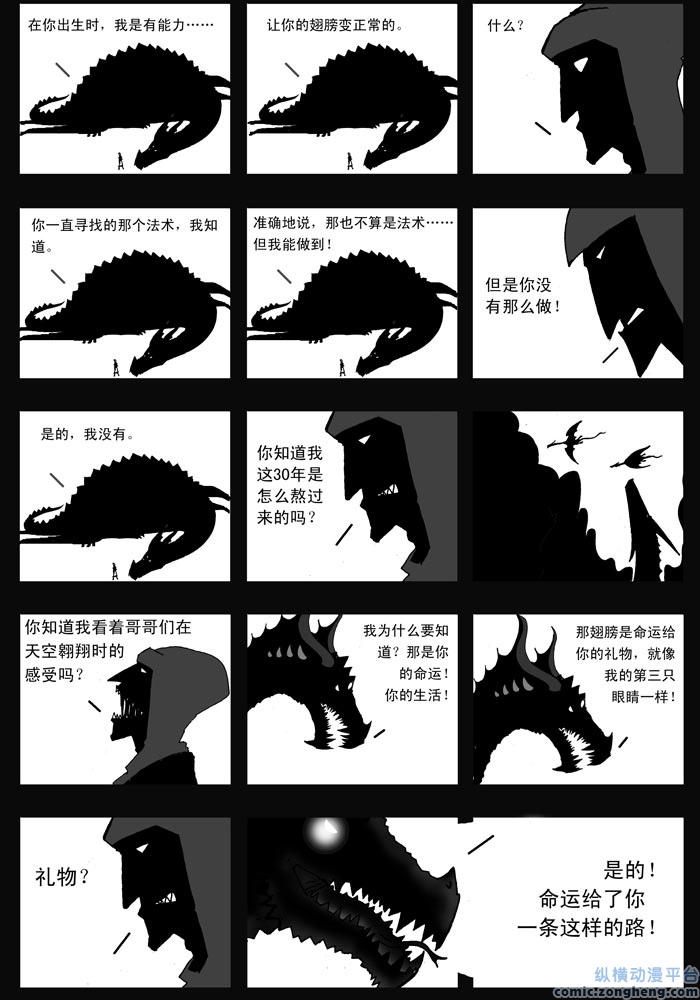 在你出生时，我是有能力……
让你的翅膀变正常的。
什么？
你一直寻找的那个法术，我知
道。
准确地说，那也不算是法术……
但我能做到！
但是你没
有那么做！
是的，我没有。
你知道我
这30年是
怎么熬过
来的吗？
你知道我看着哥哥们在
天空翱翔时的
感受吗？
我为什么要知
道？那是你
的命运！
你的生活！
那翅膀是命运给
你的礼物，就像
我的第三只
眼睛一样！
礼物？
是的！
命运给了你
一条这样的路！
纵横动漫平台
comic.zongheng.com